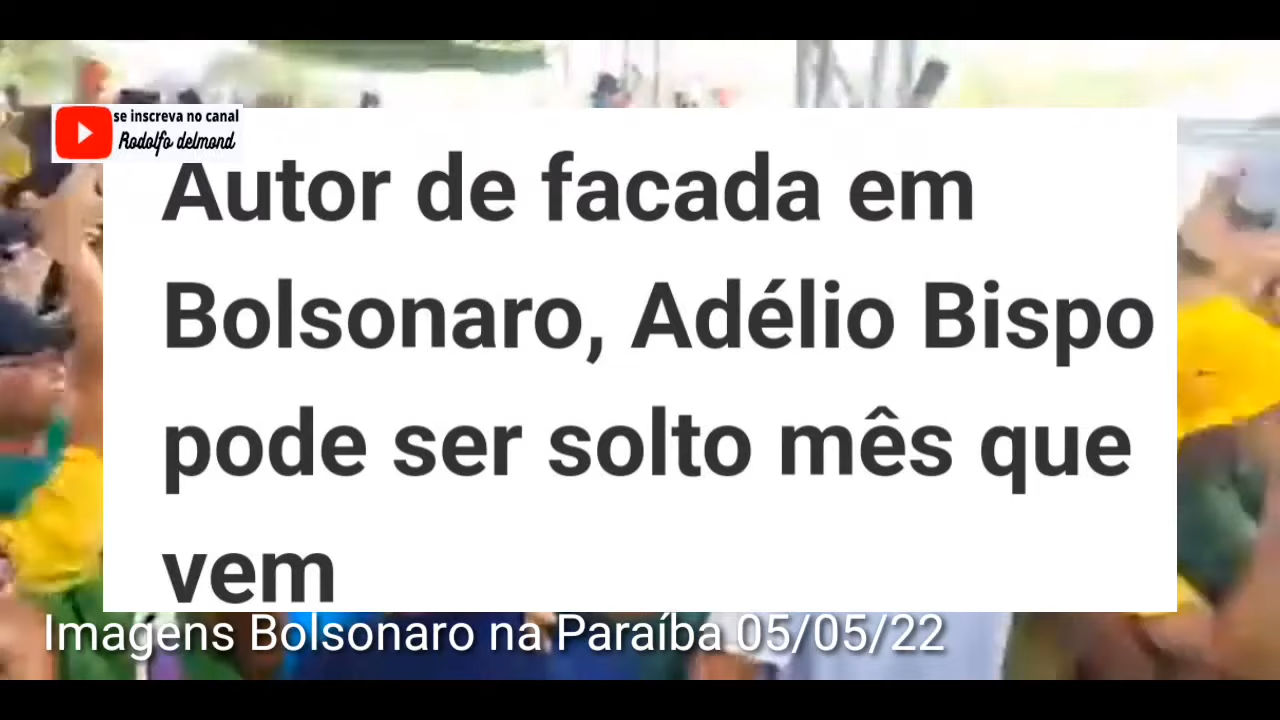 se inscreva no canal
Rodolfo delmond
Autor de facada em
Bolsonaro, Adélio Bispo
pode ser solto mês que
vem
Imagens Bolsonaro na Paraíba 05/05/22